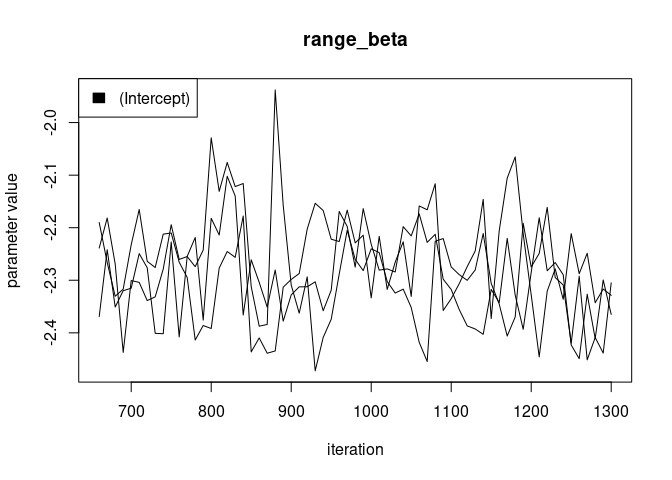 range_beta
(Intercept)
parameter value
-2.0
-2.1
-2.2
-2.3
-2.4
700 800 900 1000 1100 1200 1300
iteration